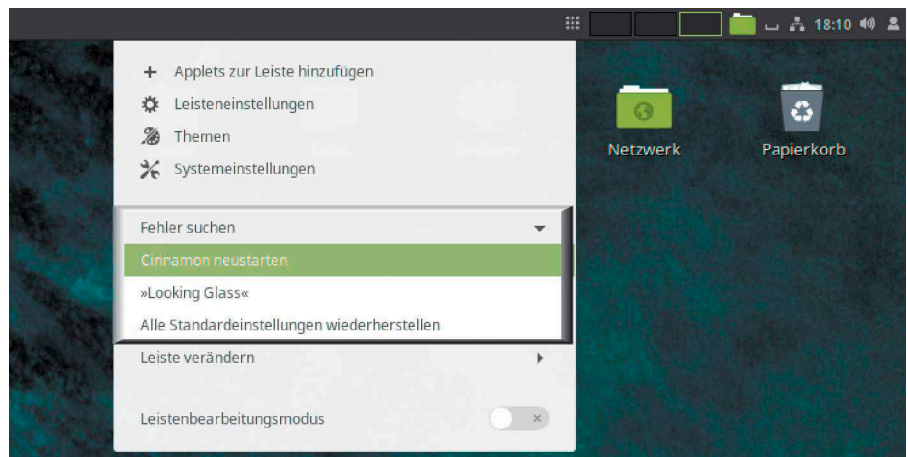 18:10
Applets zur Leiste hinzufügen
Leisteneinstellungen
Themen
Systemeinstellungen
Netzwerk
Papierkorb
Fehler suchen
Cinnamon neustarten
»Looking Glass«
Alle Standardeinstellungen wiederherstellen
Leiste verändern
Leistenbearbeitungsmodus